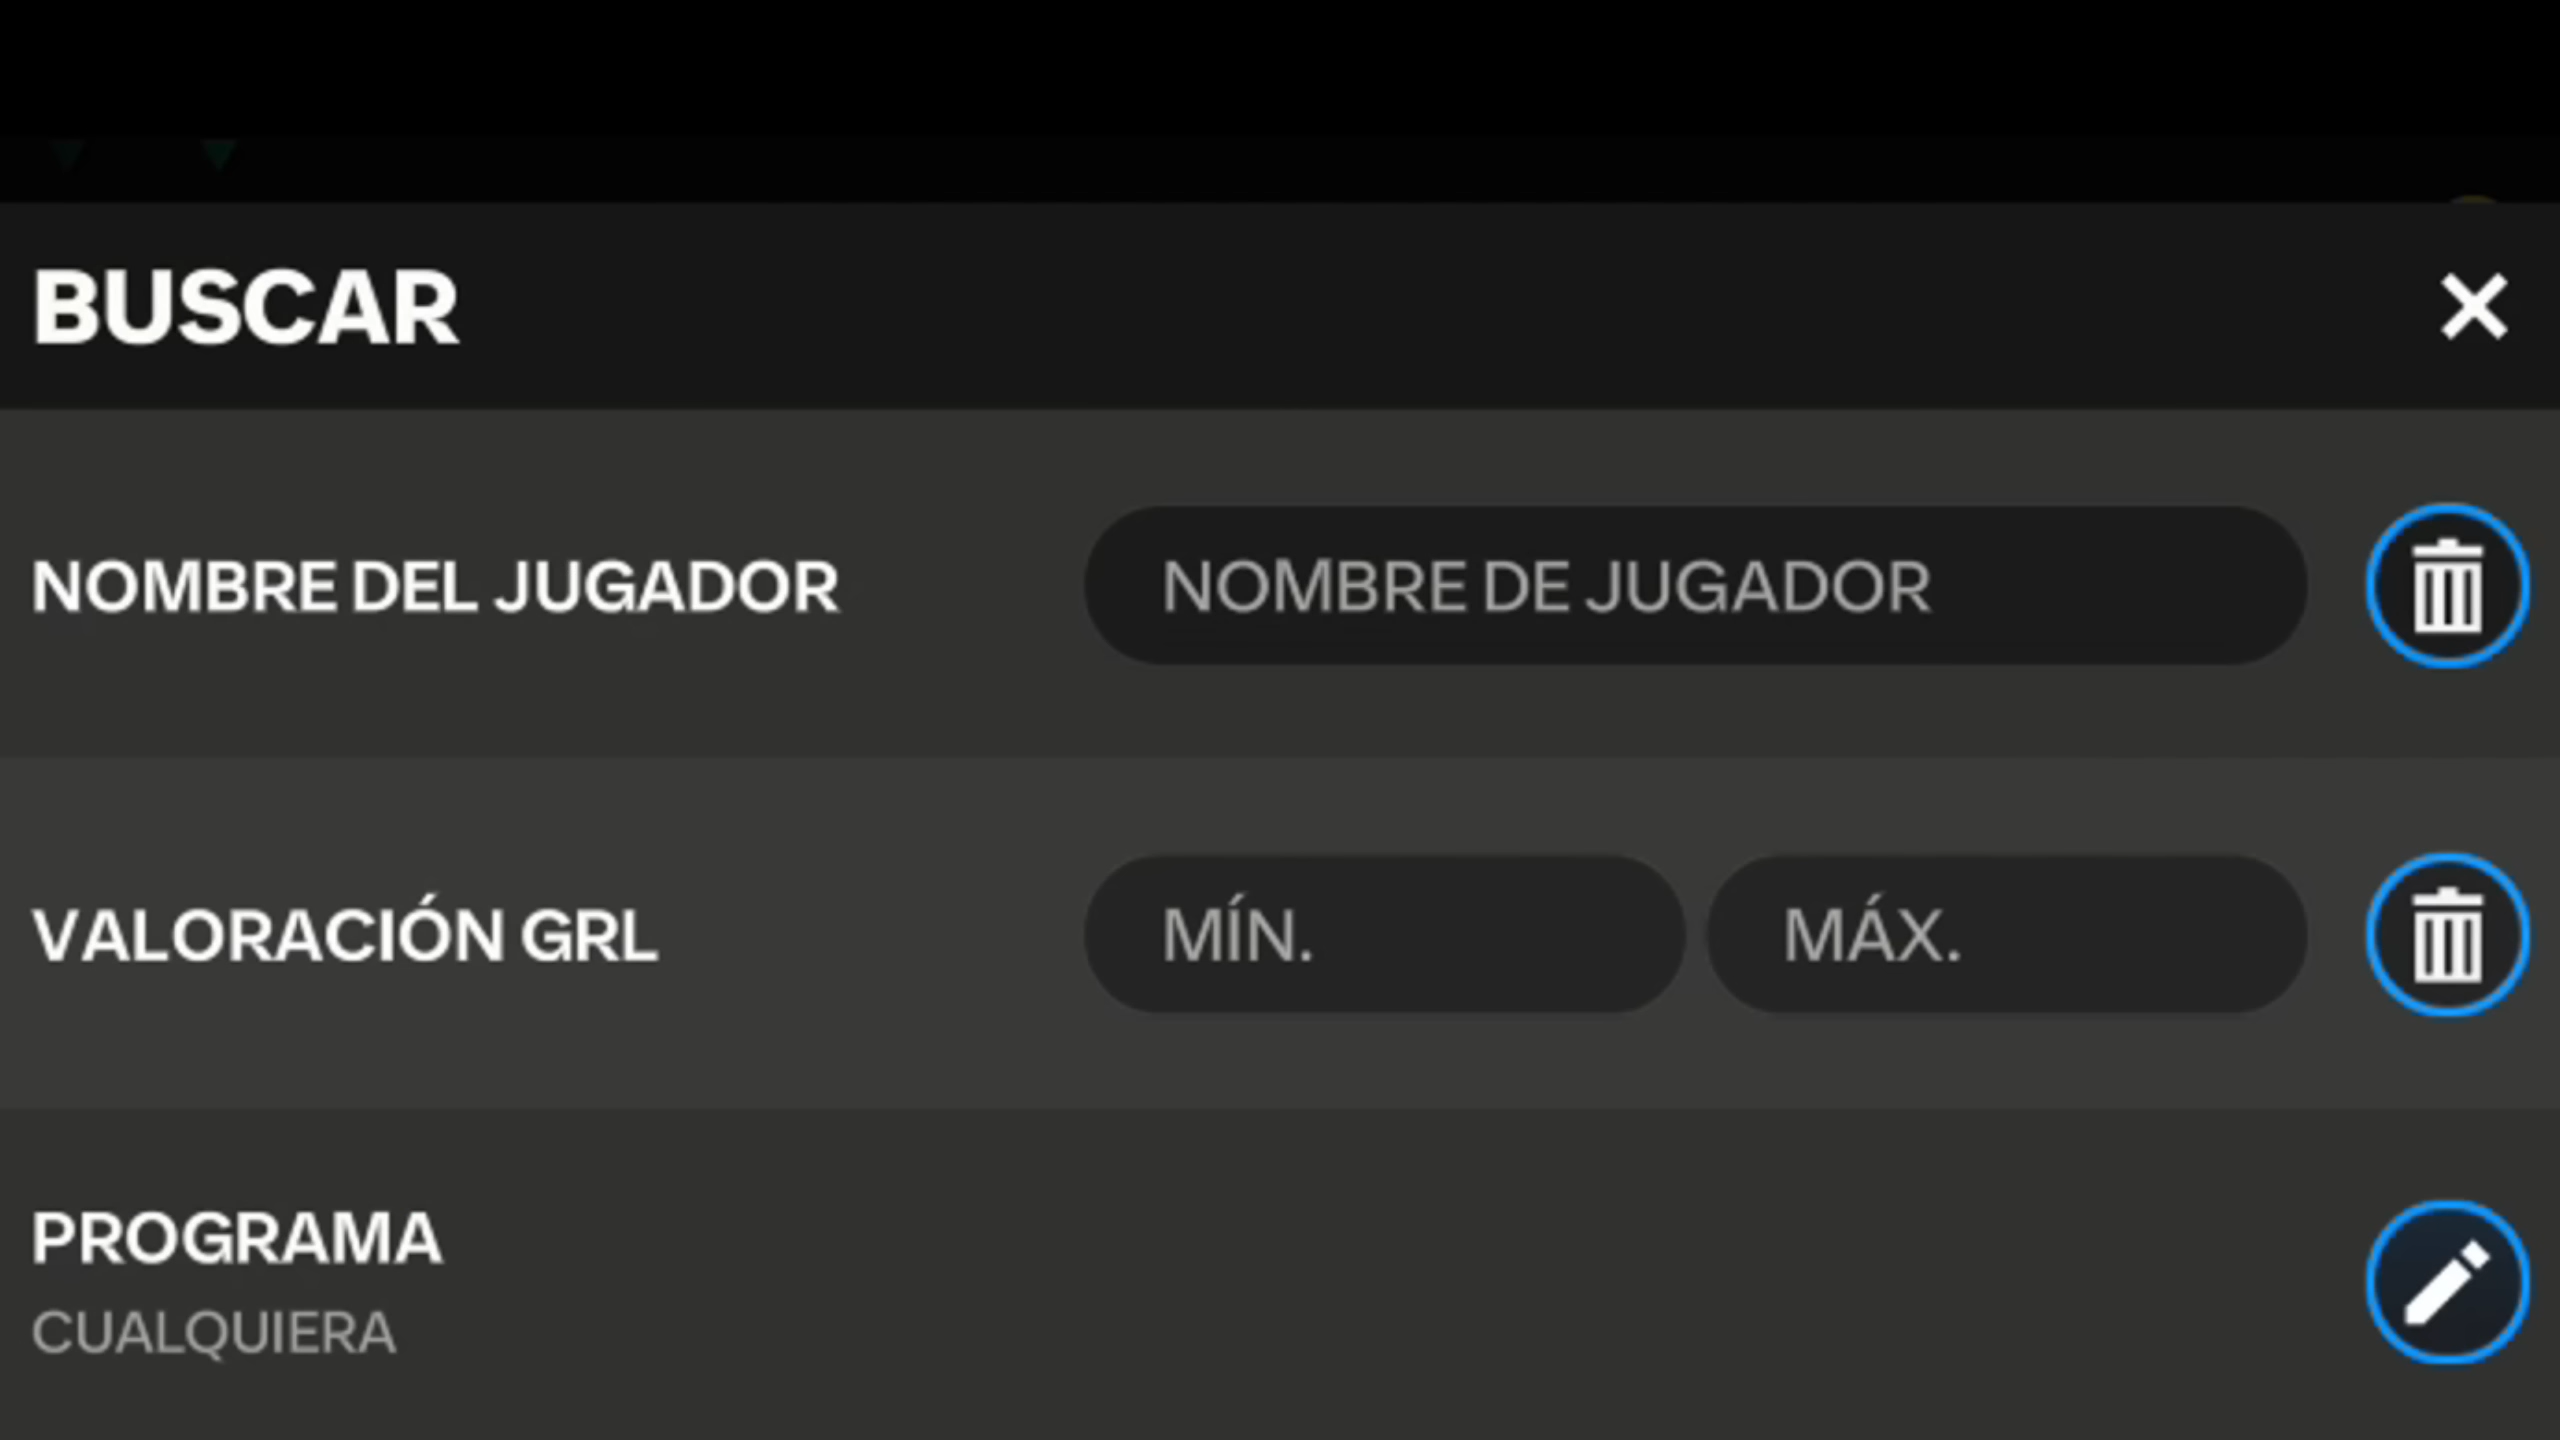 BUSCAR
NOMBRE DEL JUGADOR
NOMBRE DE JUGADOR
VALORACIÓN GRL
MÍN.
MÁX.
PROGRAMA
CUALQUIERA